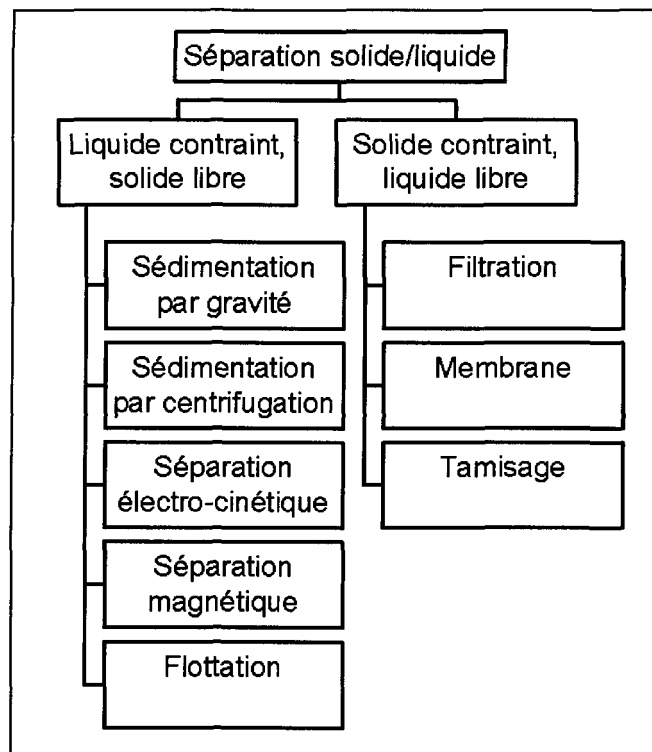 Séparation solide/liquide
Liquide contraint,
solide libre
Solide contraint,
liquide libre
Sédimentation
par gravité
Sédimentation
par centrifugation
Séparation
électro-cinétique
Séparation
magnétique
Flottation
Filtration
Membrane
Tamisage